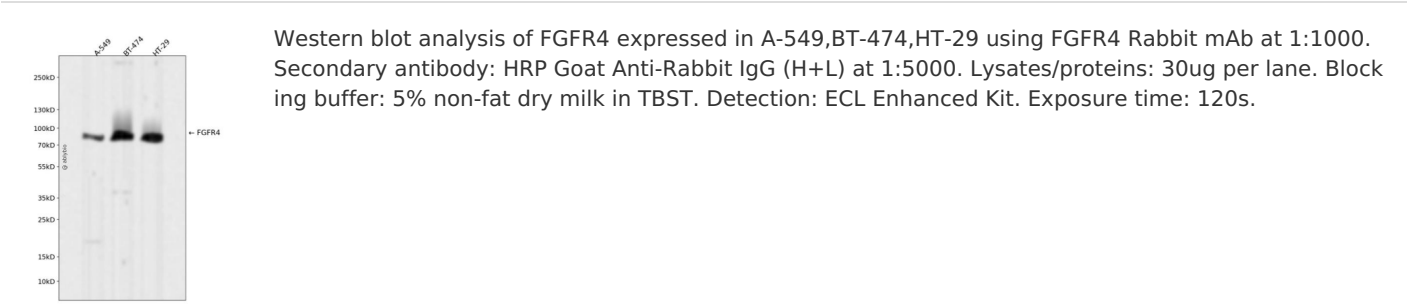 A-549
BT-474
HT-29
250kD
130kD
100kD
70kD
55kD
35kD
25kD
15kD
10kD
← FGFR4
@ abybio
Western blot analysis of FGFR4 expressed in A-549,BT-474,HT-29 using FGFR4 Rabbit mAb at 1:1000.
Secondary antibody: HRP Goat Anti-Rabbit IgG (H+L) at 1:5000. Lysates/proteins: 30ug per lane. Block
ing buffer: 5% non-fat dry milk in TBST. Detection: ECL Enhanced Kit. Exposure time: 120s.